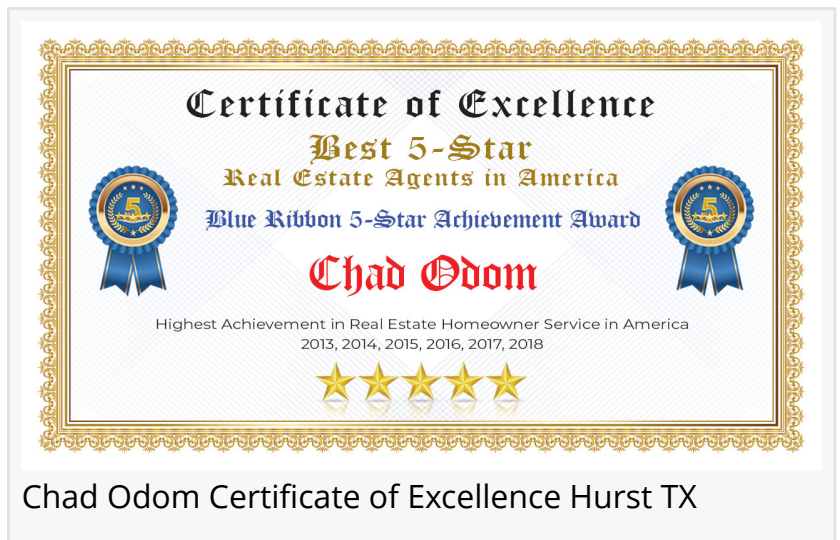 Certificate of Excellence
Best 5-Star
Real Estate Agents in America
Blue Ribbon 5-Star Achievement Award
5
5
Chad Odom
Highest Achievement in Real Estate Homeowner Service in America
2013, 2014, 2015, 2016, 2017, 2018
Chad Odom Certificate of Excellence Hurst TX